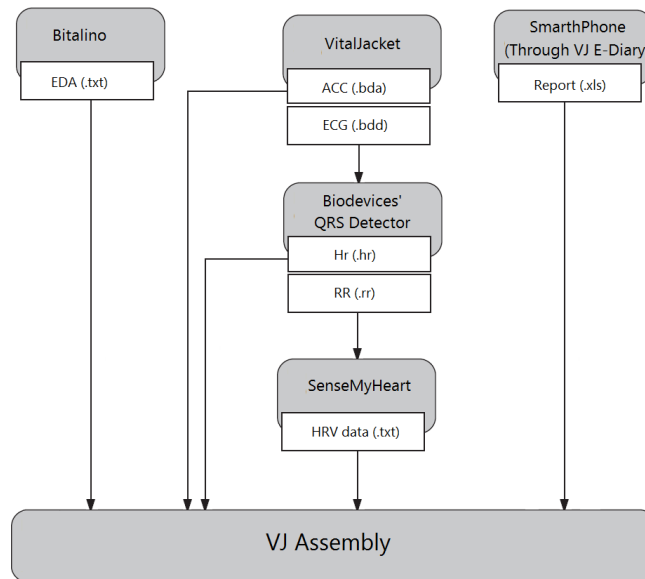 Bitalino
EDA (.txt)
VitalJacket
ACC (.bda)
ECG (.bdd)
SmarthPhone
(Through VJ E-Diary)
Report (.xls)
Biodevices'
QRS Detector
Hr (.hr)
RR (.rr)
SenseMyHeart
HRV data (.txt)
VJ Assembly